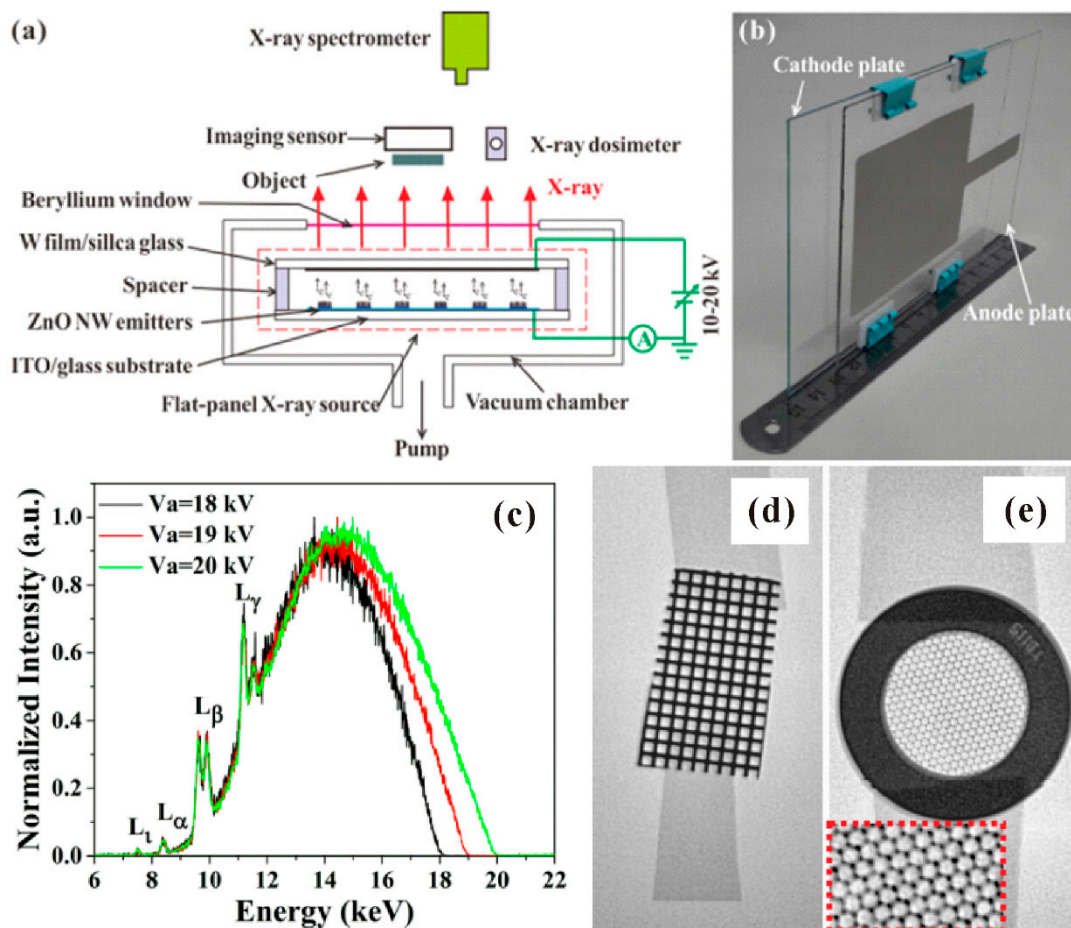 (a)
X-ray spectrometer
Imaging sensor
X-ray dosimeter
Object
X-ray
Beryllium window
W film/sillca glass
Spacer
ZnO NW emitters
ITO/glass substrate
10-20 kV
A
Flat-panel X-ray source
Vacuum chamber
Pump
(b)
Cathode plate
Anode plate
15 14
(c)
Va=18 kV
Va=19 kV
Va=20 kV
Normalized Intensity (a.u.)
1.0
0.8
0.6
0.4
0.2
0.0
Lι
Lα
Lβ
Lγ
6 8 10 12 14 16 18 20 22
Energy (keV)
(d)
(e)